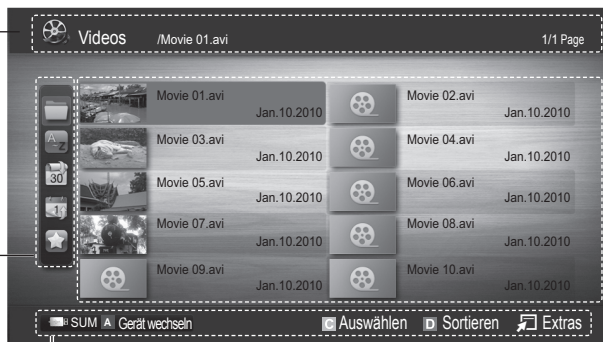 Videos /Movie 01.avi 1/1 Page
Movie 01.avi Movie 02.avi
Jan.10.2010 Jan.10.2010
A Z Movie 03.avi Movie 04.avi
Jan.10.2010 Jan.10.2010
30 Movie 05.avi Movie 06.avi
Jan.10.2010 Jan.10.2010
1 Movie 07.avi Movie 08.avi
Jan.10.2010 Jan.10.2010
Movie 09.avi Movie 10.avi
Jan.10.2010 Jan.10.2010
SUM A Gerät wechseln C Auswählen D Sortieren Extras